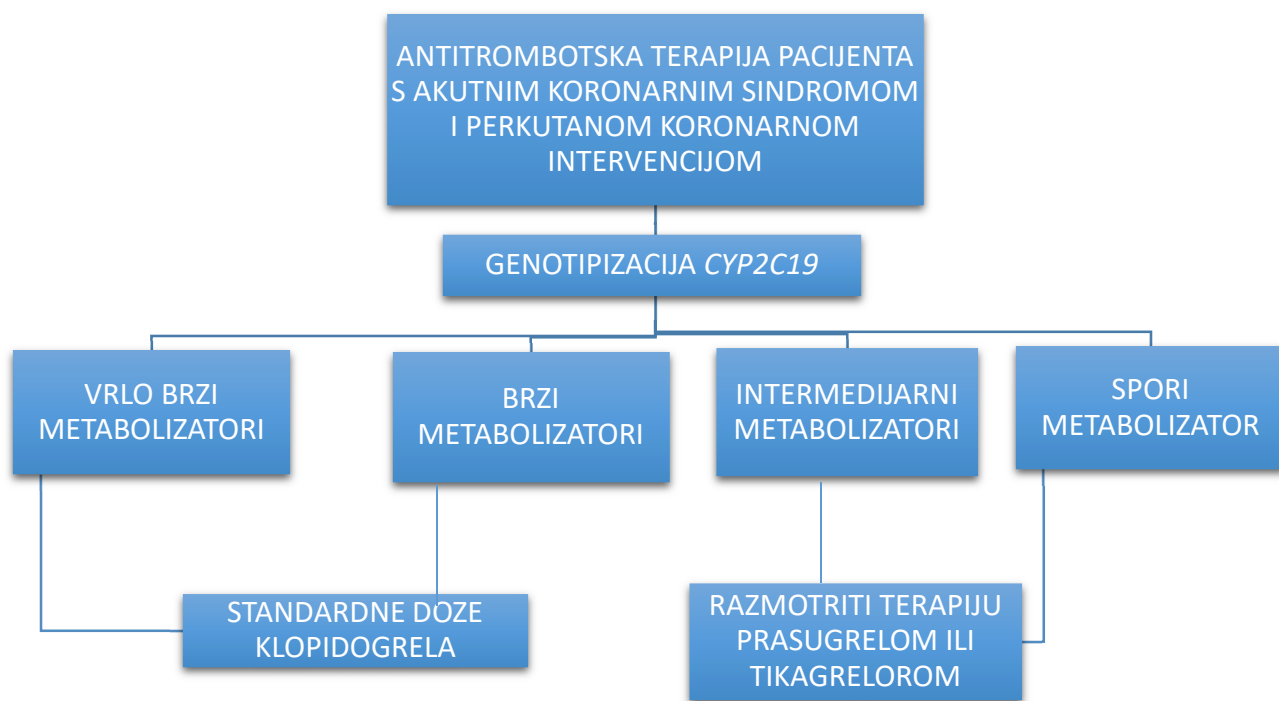 ANTITROMBOTSKA TERAPIJA PACIJENTA
S AKUTNIM KORONARNIM SINDROMOM
I PERKUTANOM KORONARNOM
INTERVENCIJOM
GENOTIPIZACIJA CYP2C19
VRLO BRZI
METABOLIZATORI
BRZI
METABOLIZATORI
INTERMEDIJARNI
METABOLIZATORI
SPORI
METABOLIZATOR
STANDARDNE DOZE
KLOPIDOGRELA
RAZMOTRITI TERAPIJU
PRASUGRELOM ILI
TIKAGRELOROM